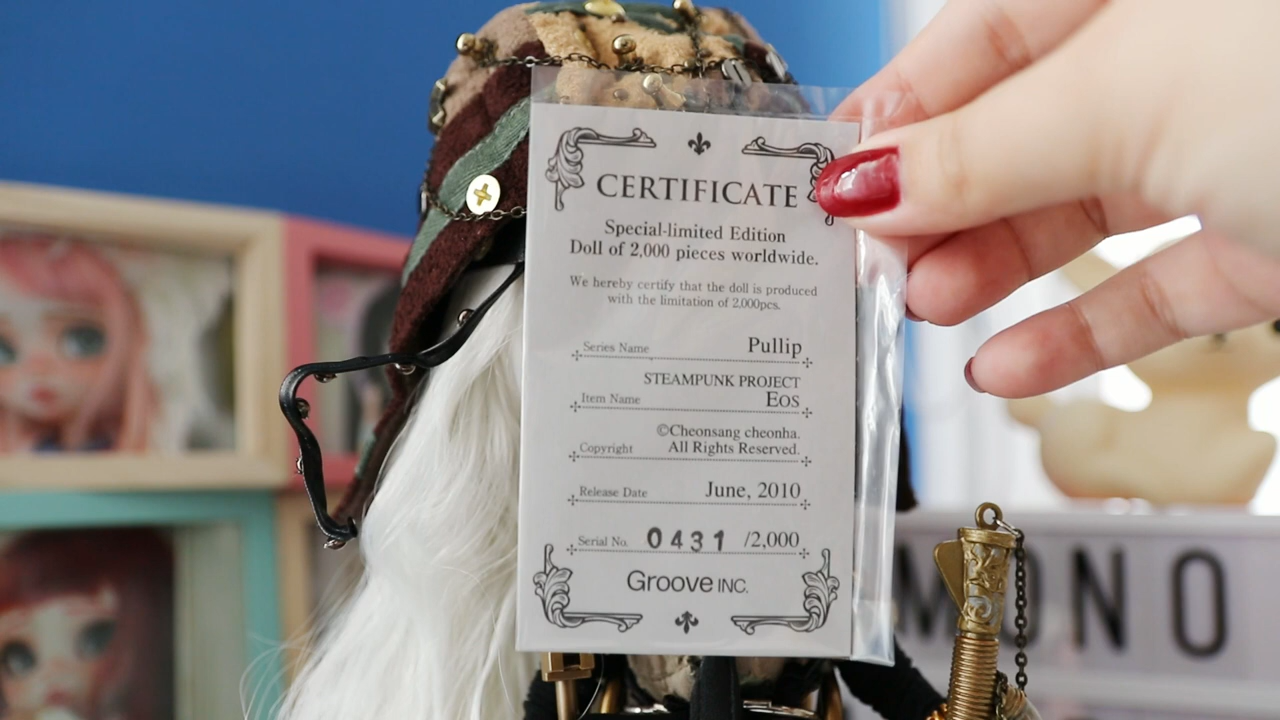 CERTIFICATE
Special-limited Edition
Doll of 2,000 pieces worldwide.
We hereby certify that the doll is produced
with the limitation of 2,000pcs.
Series Name Pullip
STEAMPUNK PROJECT
Item Name EOS
©Cheonsang cheonha.
Copyright All Rights Reserved.
Release Date June, 2010
Serial No. 0431 /2,000
Groove INC.
MONO